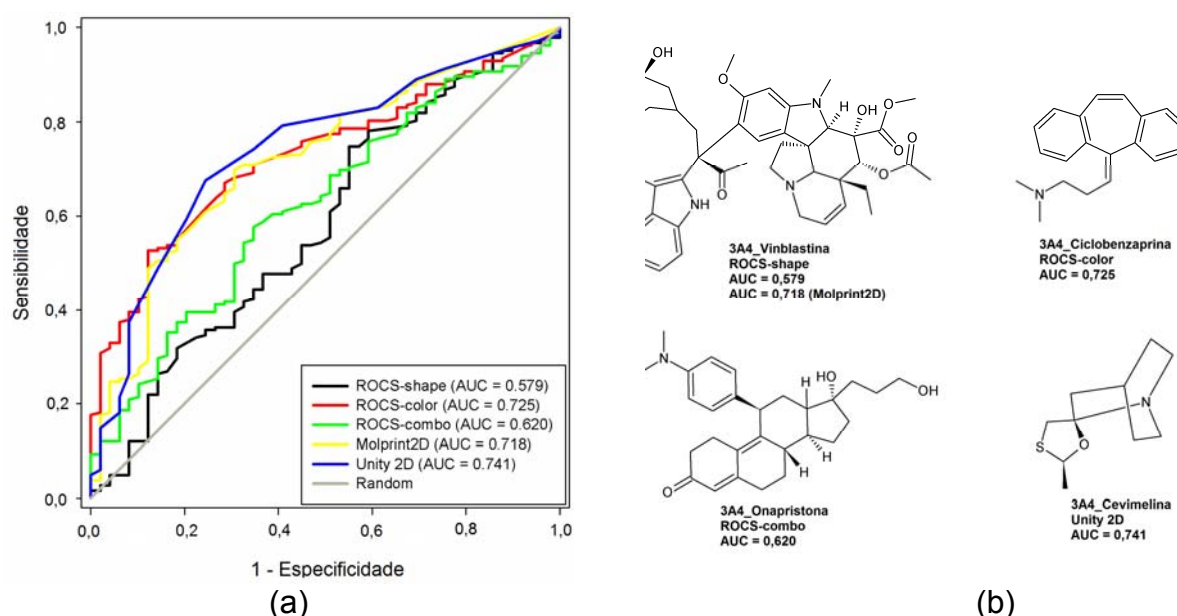 Sensibilidade
1,0
0,8
0,6
0,4
0,2
0,0
ROCS-shape (AUC = 0.579)
ROCS-color (AUC = 0.725)
ROCS-combo (AUC = 0.620)
Molprint2D (AUC = 0.718)
Unity 2D (AUC = 0.741)
Random
0,0 0,2 0,4 0,6 0,8 1,0
1 - Especificidade
(a)
OH
O
N
H
OH
O
O
O
O
N
NH
O
3A4_Vinblastina
ROCS-shape
AUC = 0,579
AUC = 0,718 (Molprint2D)
N
3A4_Ciclobenzaprina
ROCS-color
AUC = 0,725
N
OH
OH
H
H
H
O
3A4_Onapristona
ROCS-combo
AUC = 0,620
N
S
O
3A4_Cevimelina
Unity 2D
AUC = 0,741
(b)